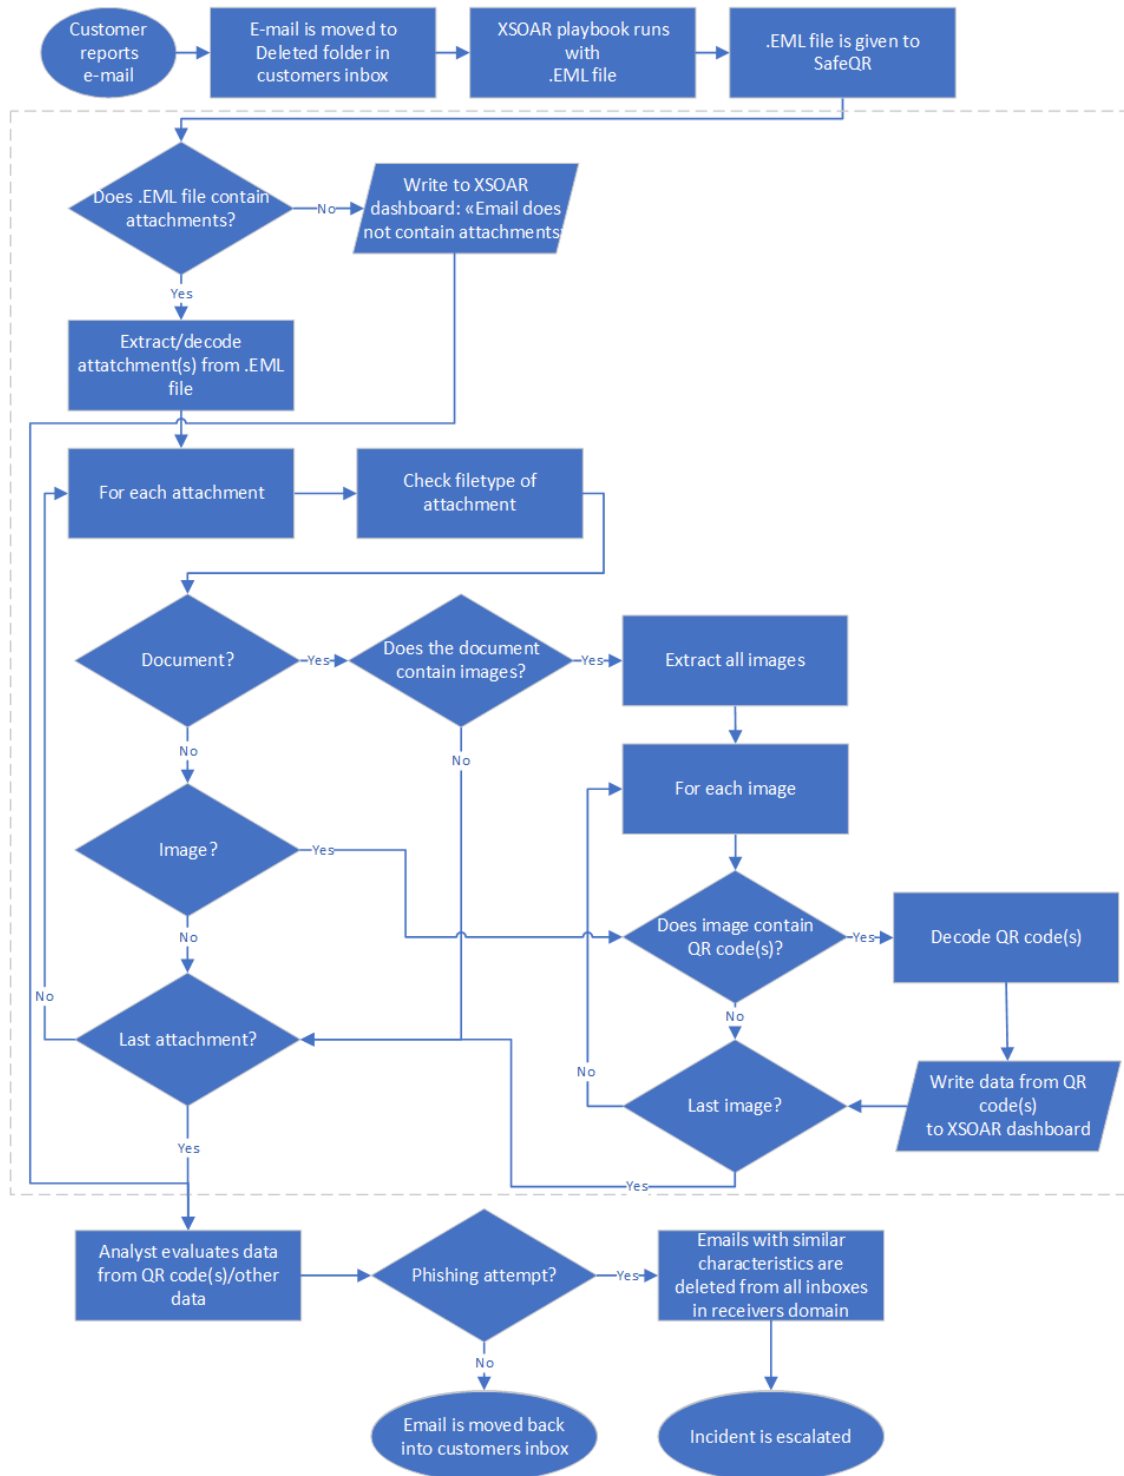 Customer
reports
e-mail
E-mail is moved to
Deleted folder in
customers inbox
XSOAR playbook runs
with
.EML file
.EML file is given to
SafeQR
Does .EML file contain
attachments?
No
Write to XSOAR
dashboard: «Email does
not contain attachments»
Yes
Extract/decode
attatchment(s) from .EML
file
For each attachment
Check filetype of
attachment
Document?
Yes
Does the document
contain images?
Yes
Extract all images
No
No
For each image
Image?
Yes
Does image contain
QR code(s)?
Yes
Decode QR code(s)
No
No
Last attachment?
No
No
Last image?
Write data from QR
code(s)
to XSOAR dashboard
Yes
Yes
Analyst evaluates data
from QR code(s)/other
data
Phishing attempt?
Yes
Emails with similar
characteristics are
deleted from all inboxes
in receivers domain
No
Email is moved back
into customers inbox
Incident is escalated